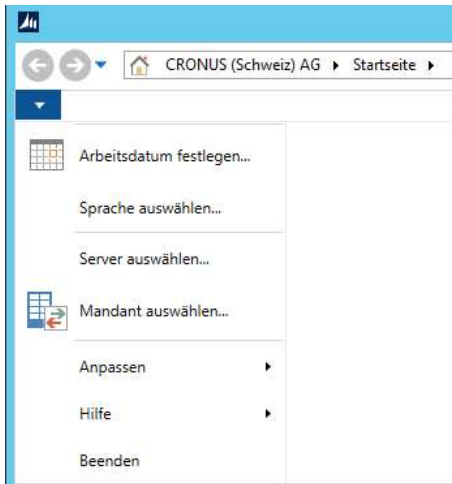 CRONUS (Schweiz) AG Startseite
Arbeitsdatum festlegen...
Sprache auswählen...
Server auswählen...
Mandant auswählen...
Anpassen
Hilfe
Beenden